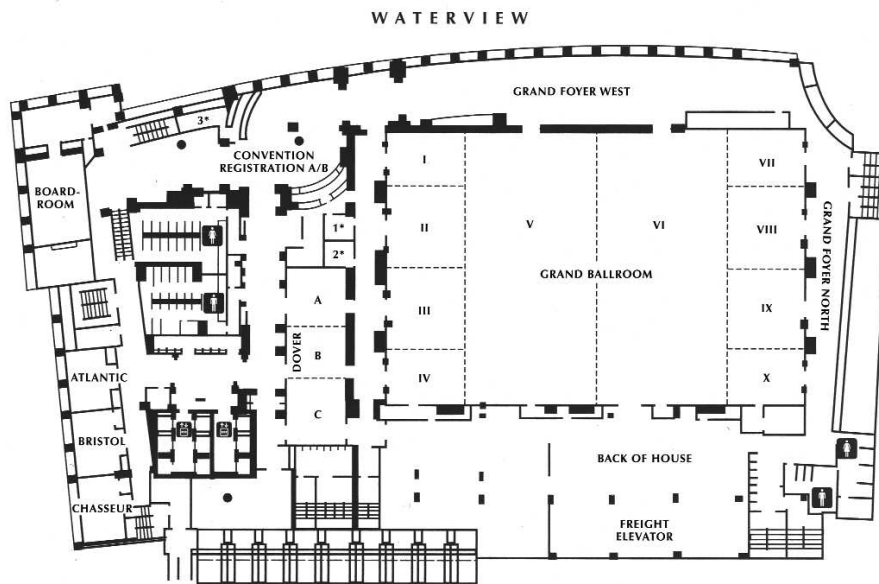 WATERVIEW
GRAND FOYER WEST
3*
CONVENTION
REGISTRATION A/B
BOARD-
ROOM
I
II
III
IV
V
VI
GRAND BALLROOM
VII
VIII
IX
X
GRAND FOYER NORTH
1*
2*
A
B
C
DOVER
ATLANTIC
BRISTOL
CHASSEUR
BACK OF HOUSE
FREIGHT
ELEVATOR